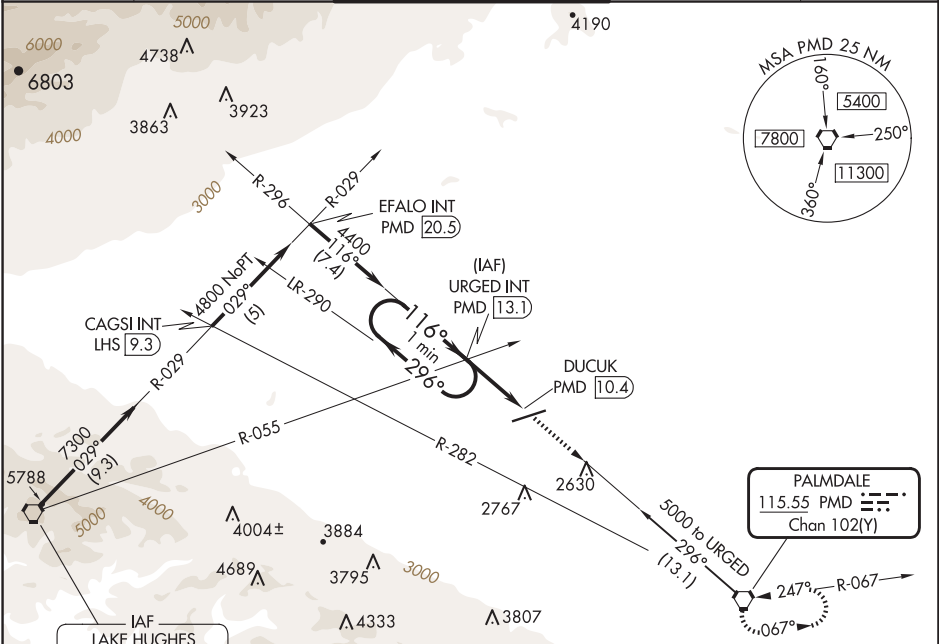 5000
6000
4738
4190
6803
3863
3923
4000
3000
MSA PMD 25 NM
160°
5400
7800
250°
11300
360°
R-296
R-029
EFALO INT
PMD 20.5
4400
116°
(7.4)
4800 NoPT
029°
(5)
LR-290
(IAF)
URGED INT
PMD 13.1
CAGSI INT
LHS 9.3
116°
1 min
296°
R-029
DUCUK
PMD 10.4
7300
029°
(9.3)
R-055
R-282
5788
5000
4000
4004±
3884
4689
3795
3000
2767
2630
5000 to URGED
296°
(13.1)
PALMDALE
115.55 PMD
Chan 102(Y)
247°
R-067
067°
4333
3807
IAF
LAKE HUGHES